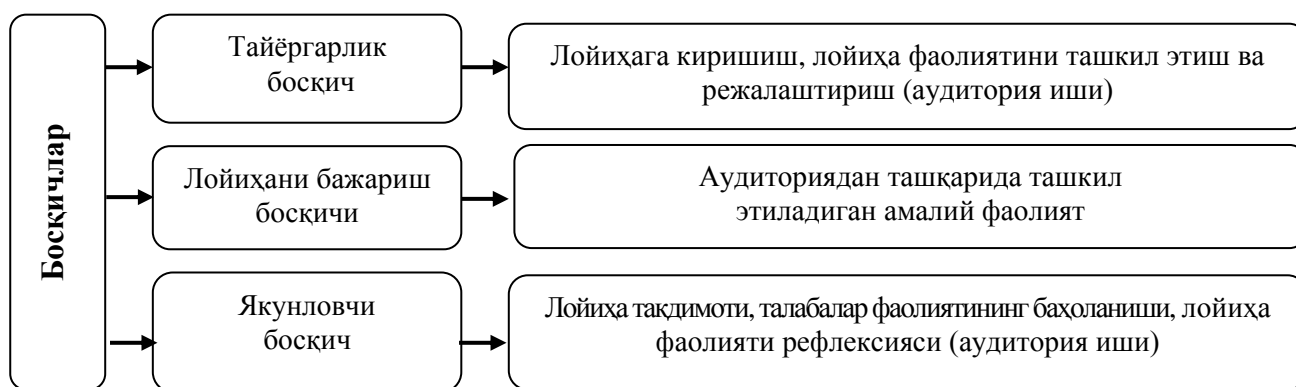 Босқичлар
Тайёргарлик
босқич
Лойиҳага киришиш, лойиҳа фаолиятини ташкил этиш ва
режалаштириш (аудитория иши)
Лойиҳани бажариш
босқичи
Аудиториядан ташқарида ташкил
этиладиган амалий фаолият
Якунловчи
босқич
Лойиҳа тақдимоти, талабалар фаолиятининг баҳоланиши, лойиҳа
фаолияти рефлексияси (аудитория иши)